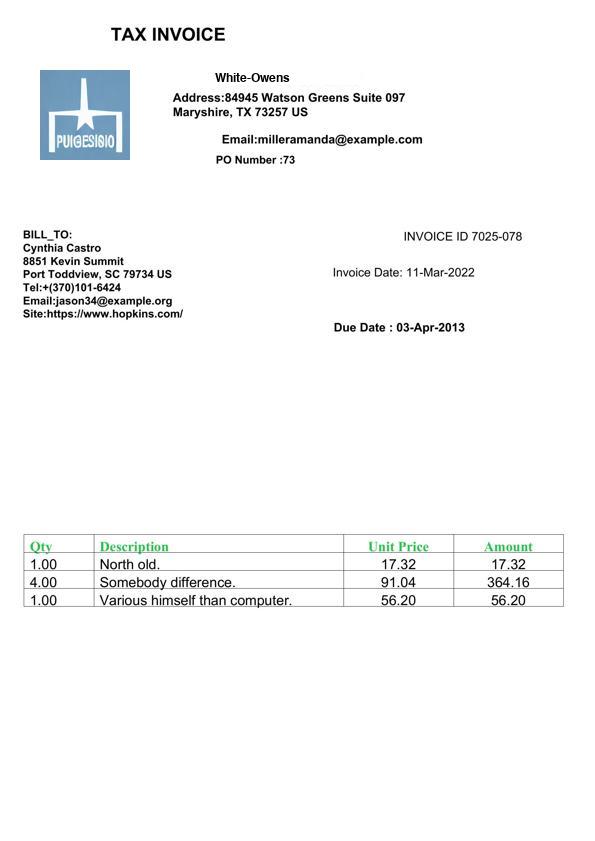 TAX INVOICE
PUIGESISIO
White-Owens
Address:84945 Watson Greens Suite 097
Maryshire, TX 73257 US
Email:milleramanda@example.com
PO Number :73
BILL_TO:
Cynthia Castro
8851 Kevin Summit
Port Toddview, SC 79734 US
Tel:+(370)101-6424
Email:jason34@example.org
Site:https://www.hopkins.com/
INVOICE ID 7025-078
Invoice Date: 11-Mar-2022
Due Date : 03-Apr-2013
Qty Description Unit Price Amount
1.00 North old. 17.32 17.32
4.00 Somebody difference. 91.04 364.16
1.00 Various himself than computer. 56.20 56.20